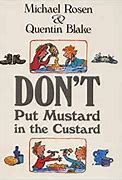 Michael Rosen
&
Quentin Blake
DON'T
Put Mustard
in the Custard